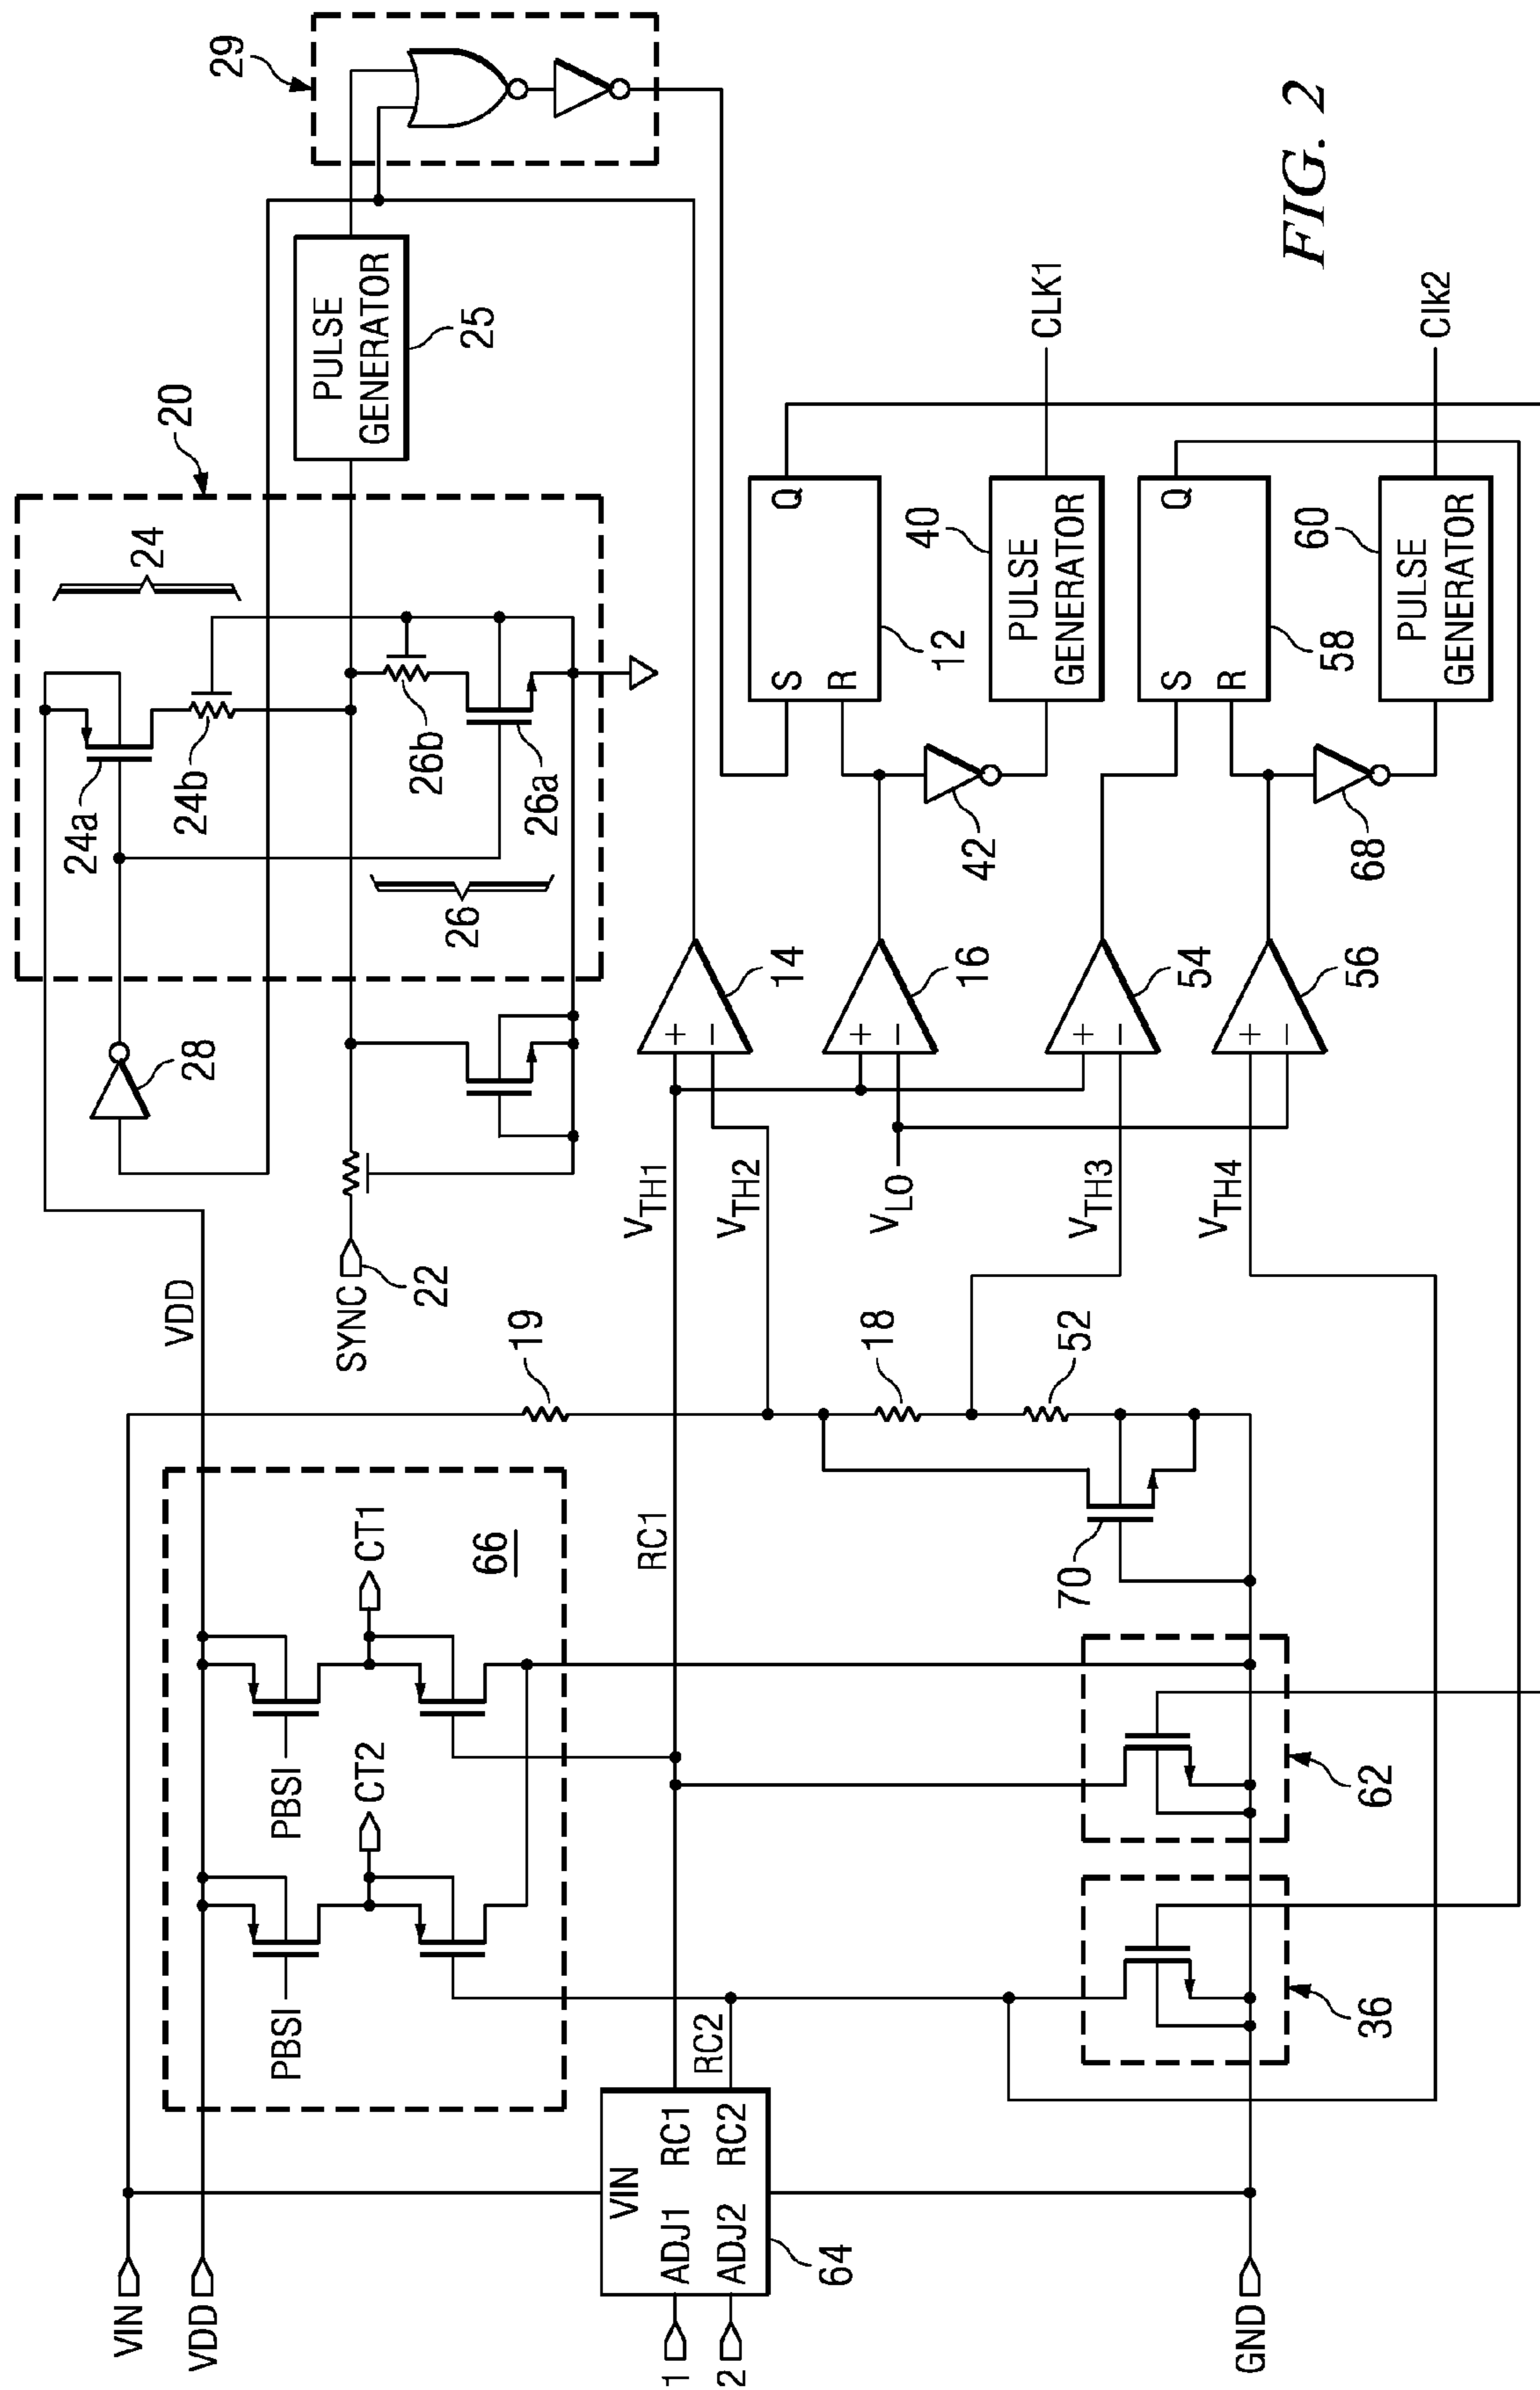 29
20
24
24a
24b
26b
26a
26
28
PULSE
GENERATOR
25
VDD
SYNC
22
19
14
16
54
56
+
−
+
−
+
−
+
−
VTH1
VTH2
VLO
VTH3
VTH4
S
R
Q
12
PULSE
GENERATOR
40
CLK1
42
S
R
Q
58
PULSE
GENERATOR
60
Clk2
68
18
52
70
PBSI
CT1
PBSI
CT2
66
RC1
RC2
62
36
VIN
VDD
VIN
ADJ1
RC1
ADJ2
RC2
64
1
2
GND
FIG. 2